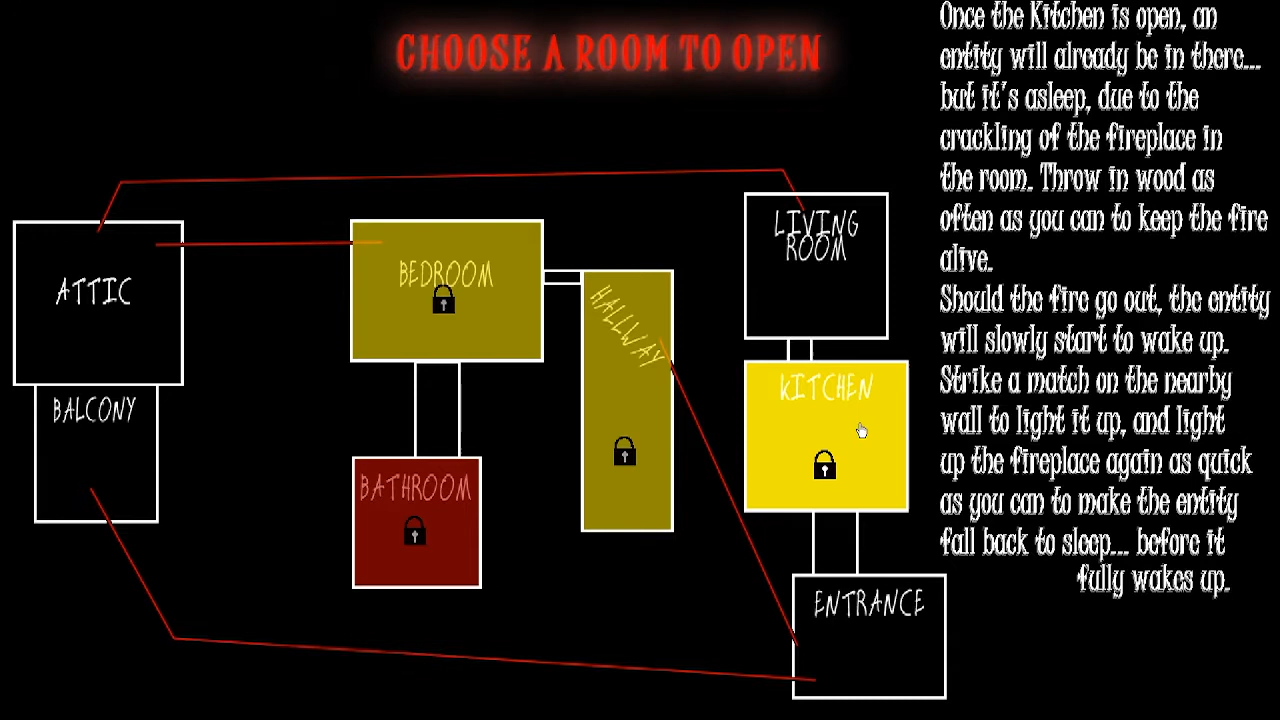 CHOOSE A ROOM TO OPEN
Once the Kitchen is open, an
entity will already be in there...
but it's asleep, due to the
crackling of the fireplace in
the room. Throw in wood as
often as you can to keep the fire
alive.
Should the fire go out, the entity
will slowly start to wake up.
Strike a match on the nearby
wall to light it up, and light
up the fireplace again as quick
as you can to make the entity
fall back to sleep... before it
fully wakes up.
ATTIC
BALCONY
BEDROOM
BATHROOM
HALLWAY
LIVING
ROOM
KITCHEN
ENTRANCE